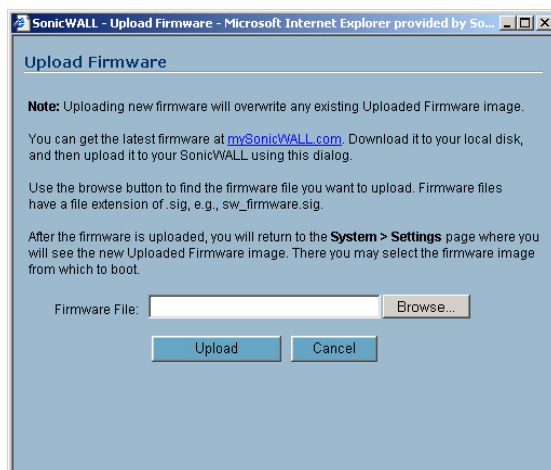 SonicWALL - Upload Firmware - Microsoft Internet Explorer provided by So...
Upload Firmware
Note: Uploading new firmware will overwrite any existing Uploaded Firmware image.
You can get the latest firmware at mySonicWALL.com. Download it to your local disk,
and then upload it to your SonicWALL using this dialog.
Use the browse button to find the firmware file you want to upload. Firmware files
have a file extension of .sig, e.g., sw_firmware.sig.
After the firmware is uploaded, you will return to the System > Settings page where you
will see the new Uploaded Firmware image. There you may select the firmware image
from which to boot.
Firmware File: Browse...
Upload Cancel